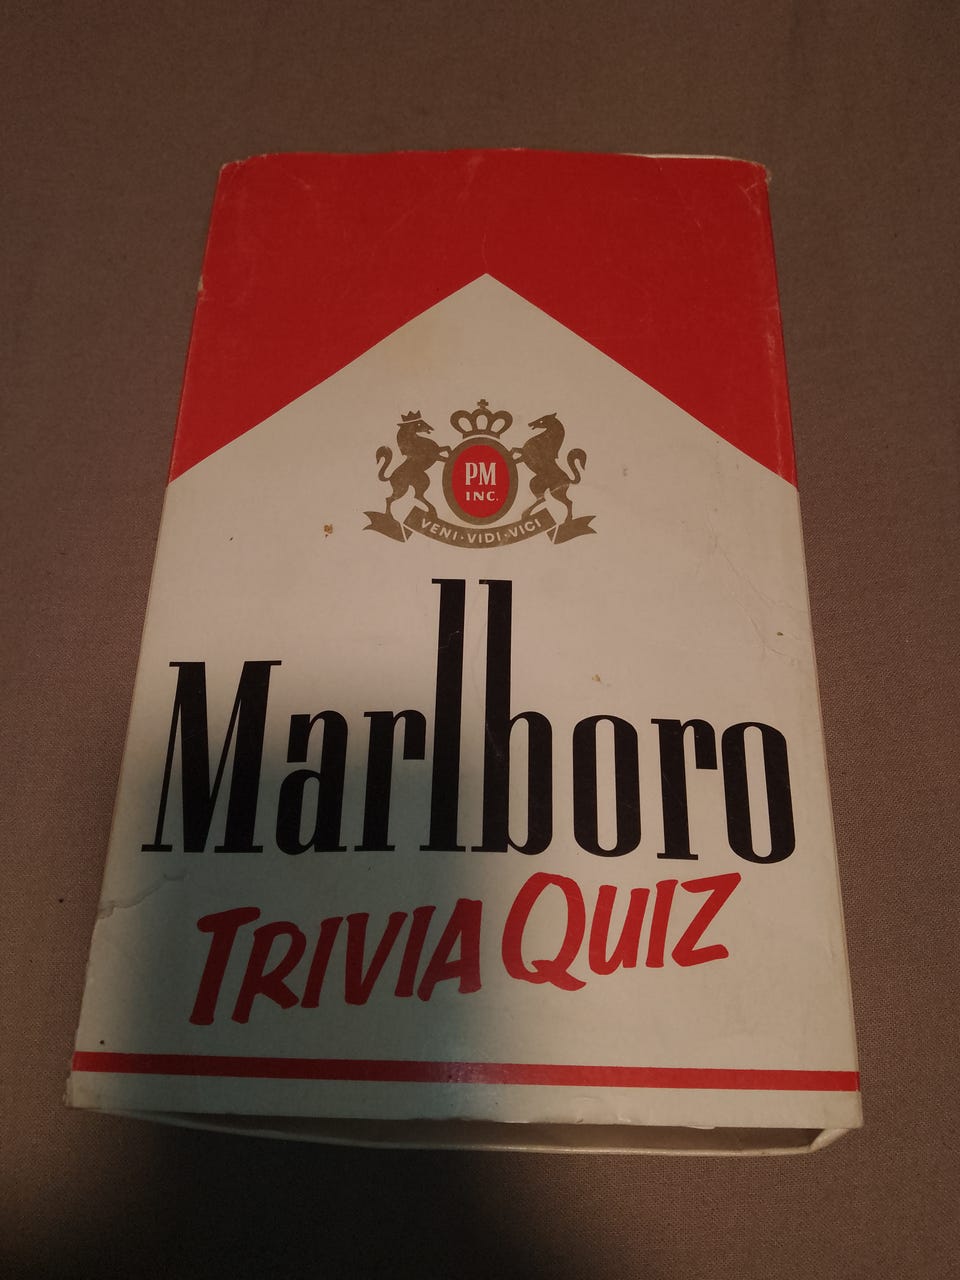 PM
INC.
VENI·VIDI·VICI
Marlboro
TRIVIA QUIZ